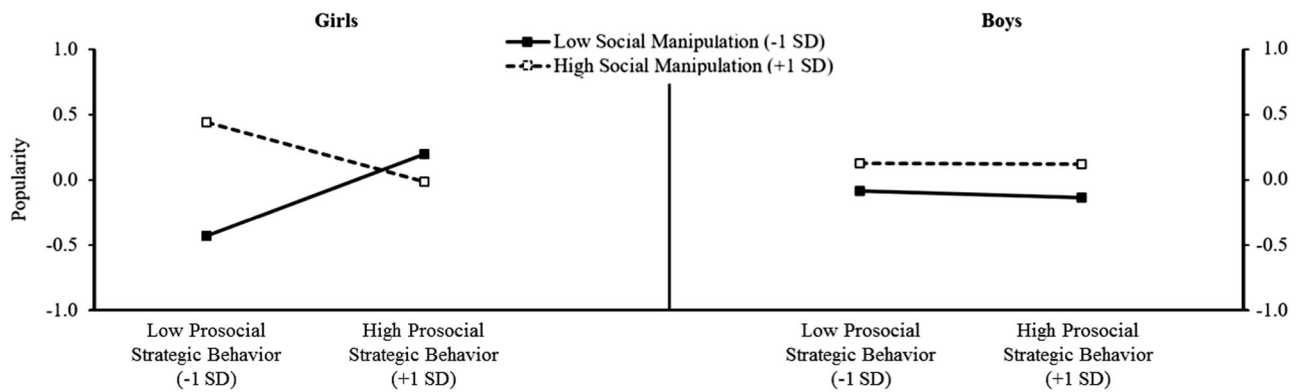 Girls
Boys
Low Social Manipulation (-1 SD)
High Social Manipulation (+1 SD)
Popularity
1.0
0.5
0.0
-0.5
-1.0
1.0
0.5
0.0
-0.5
-1.0
Low Prosocial
Strategic Behavior
(-1 SD)
High Prosocial
Strategic Behavior
(+1 SD)
Low Prosocial
Strategic Behavior
(-1 SD)
High Prosocial
Strategic Behavior
(+1 SD)